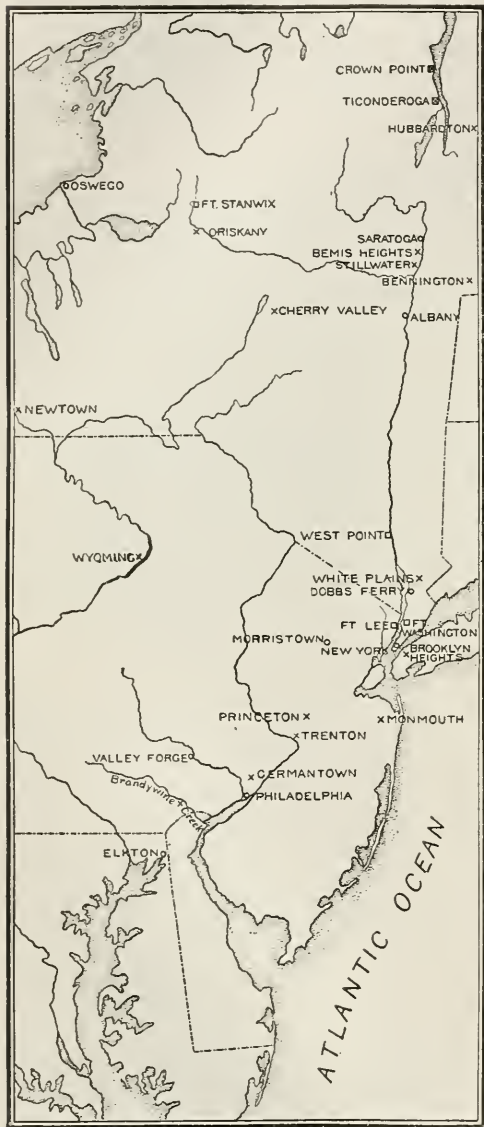 CROWN POINT
TICONDEROGA
HUBBARDTON
OSWEGO
FT. STANWIX
ORISKANY
SARATOGA
BEMIS HEIGHTS
STILLWATER
BENNINGTON
CHERRY VALLEY
ALBANY
NEWTOWN
WEST POINT
WYOMING
WHITE PLAINS
DOBBS FERRY
FT LEE
FT.
WASHINGTON
MORRISTOWN
NEW YORK
BROOKLYN
HEIGHTS
PRINCETON
MONMOUTH
TRENTON
VALLEY FORGE
GERMANTOWN
Brandywine Creek
PHILADELPHIA
ELKTON
ATLANTIC OCEAN